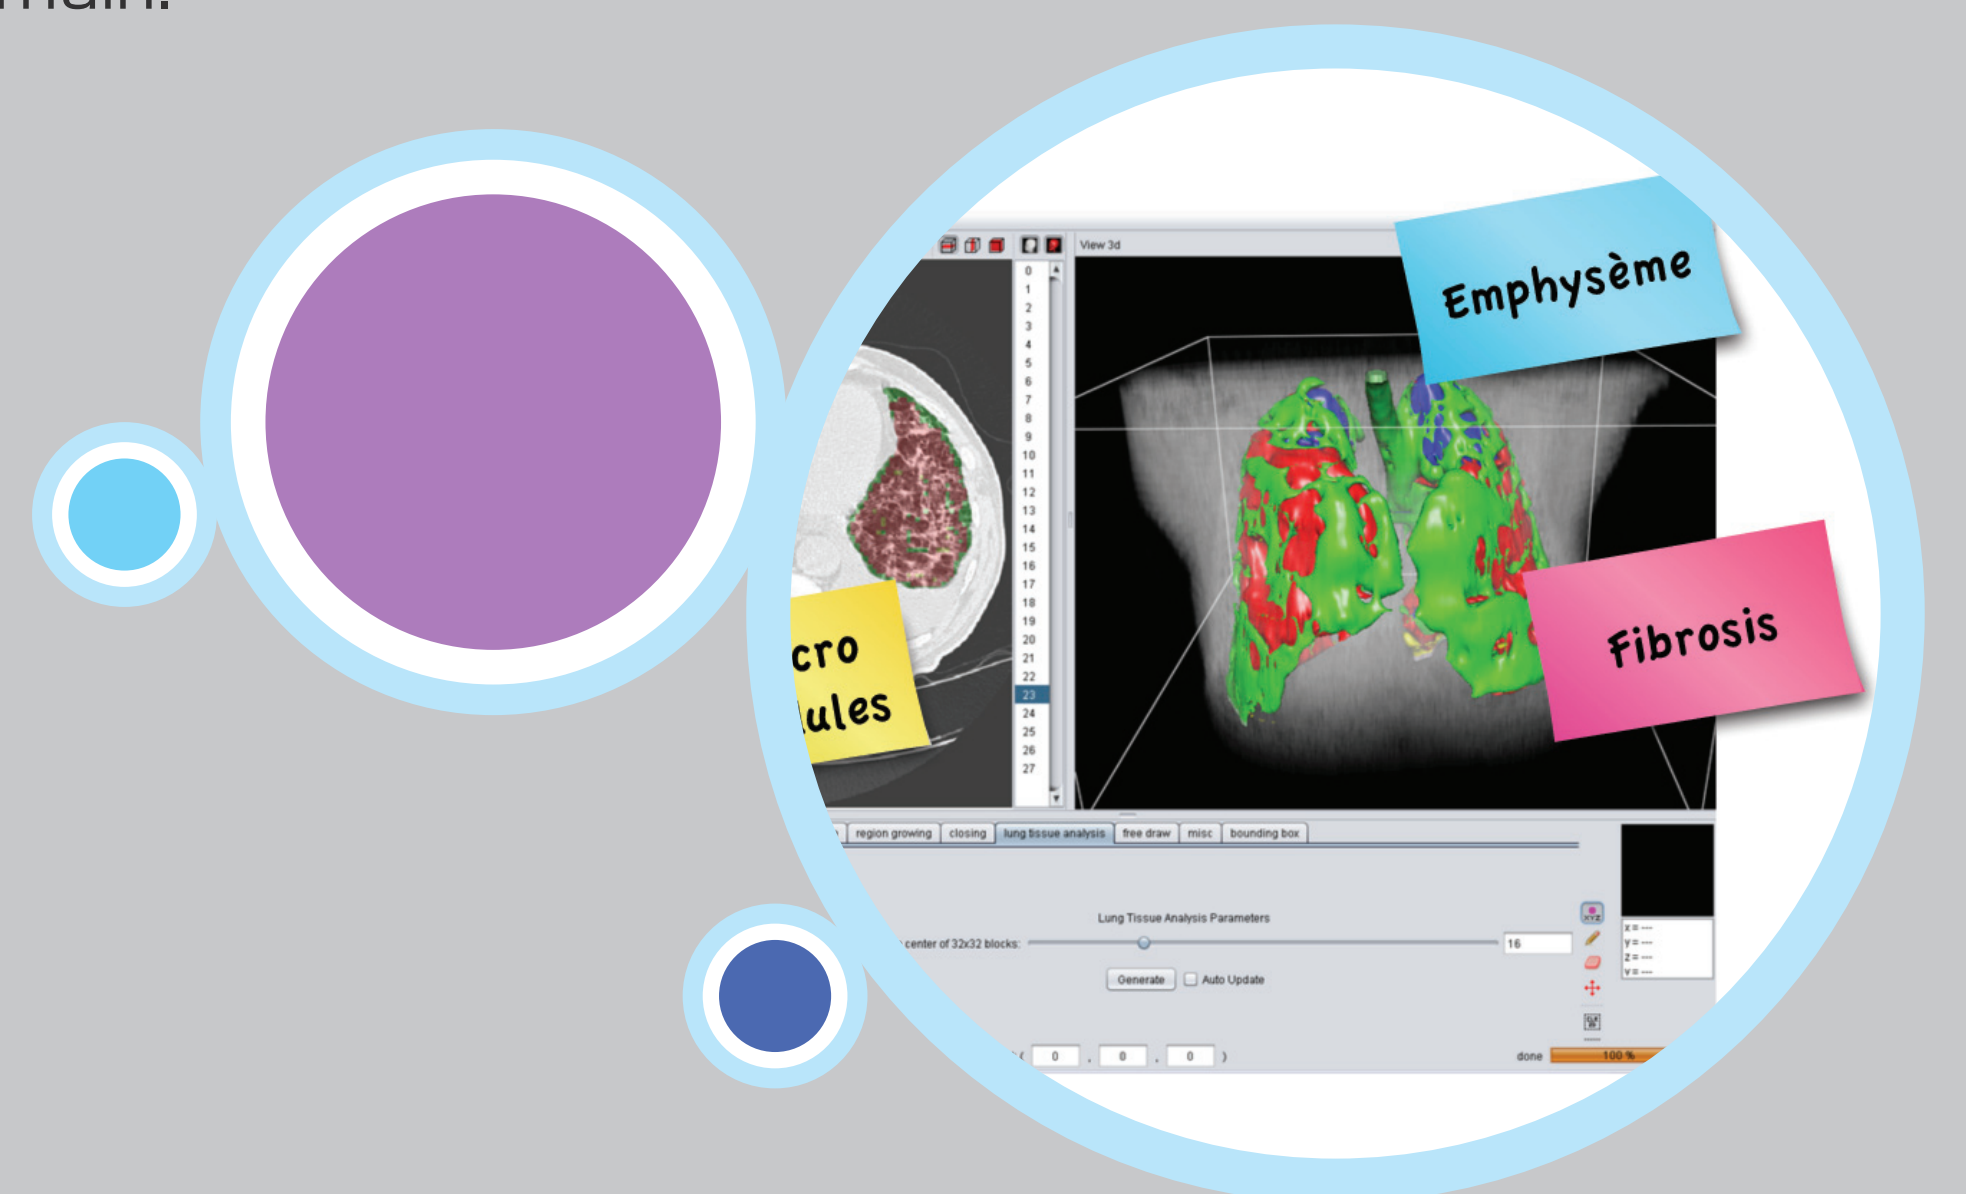 View 3d
0
1
2
3
4
5
6
7
8
9
10
11
12
13
14
15
16
17
18
19
20
21
22
23
24
25
26
27
Emphysème
Fibrosis
cro
ules
region growing closing lung tissue analysis free draw misc bounding box
Lung Tissue Analysis Parameters
center of 32x32 blocks: 16
Generate Auto Update
XYZ
x = ---
y = ---
z = ---
v = ---
( 0 , 0 , 0 )
done 100 %